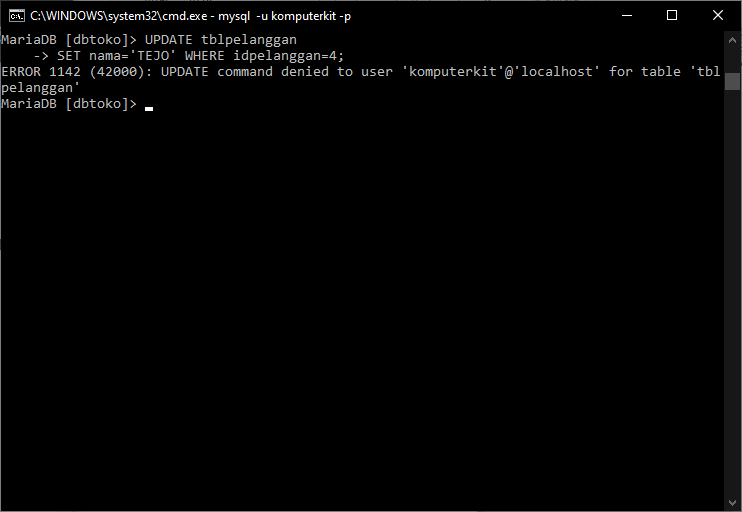 C:\WINDOWS\system32\cmd.exe - mysql -u komputerkit -p
MariaDB [dbtoko]> UPDATE tblpelanggan
    -> SET nama='TEJO' WHERE idpelanggan=4;
ERROR 1142 (42000): UPDATE command denied to user 'komputerkit'@'localhost' for table 'tbl
pelanggan'
MariaDB [dbtoko]>